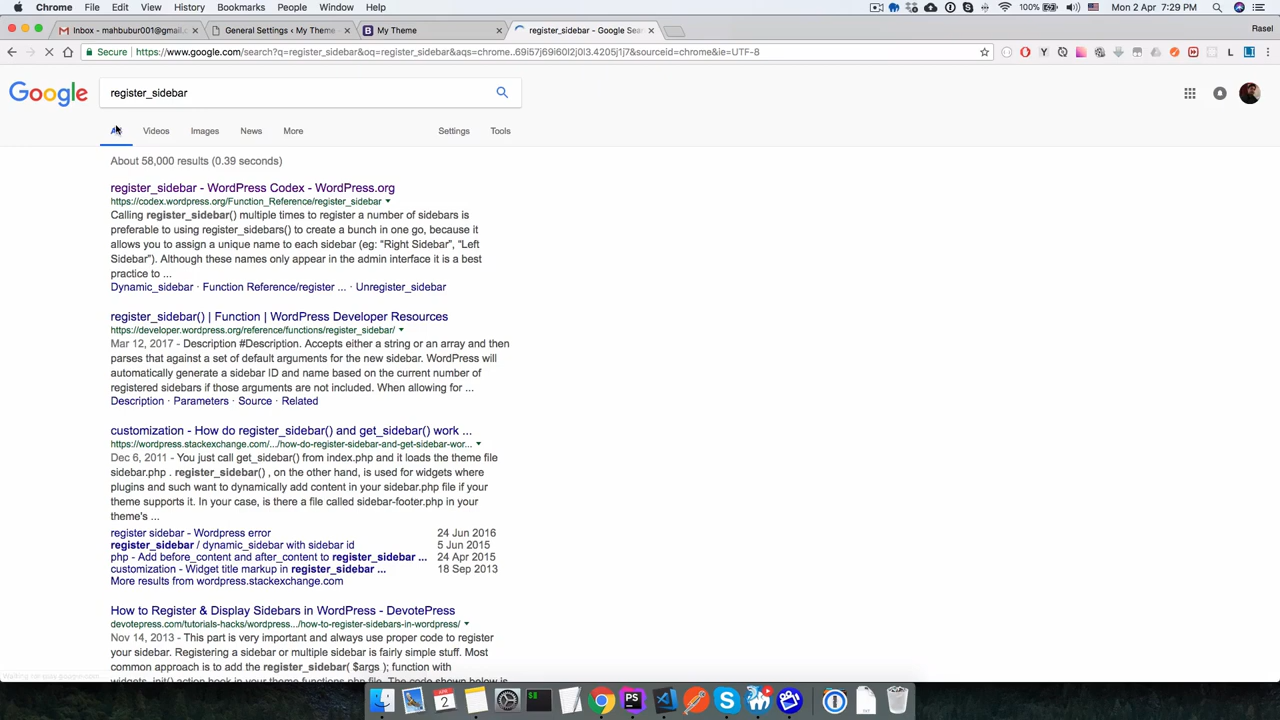 Chrome File Edit View History Bookmarks People Window Help 100% Mon 2 Apr 7:29 PM
Inbox - mahbubur001@gmail. General Settings ‹ My Theme My Theme register_sidebar - Google Sea Rasel
Secure https://www.google.com/search?q=register_sidebar&oq=register_sidebar&aqs=chrome..69i57j69i60l2j0l3.4205j1j7&sourceid=chrome&ie=UTF-8
Google register_sidebar
Videos Images News More Settings Tools
About 58,000 results (0.39 seconds)
register_sidebar - WordPress Codex - WordPress.org
https://codex.wordpress.org/Function_Reference/register_sidebar
Calling register_sidebar() multiple times to register a number of sidebars is
preferable to using register_sidebars() to create a bunch in one go, because it
allows you to assign a unique name to each sidebar (eg: "Right Sidebar", "Left
Sidebar"). Although these names only appear in the admin interface it is a best
practice to ...
Dynamic_sidebar · Function Reference/register ... · Unregister_sidebar
register_sidebar() | Function | WordPress Developer Resources
https://developer.wordpress.org/reference/functions/register_sidebar/
Mar 12, 2017 - Description #Description. Accepts either a string or an array and then
parses that against a set of default arguments for the new sidebar. WordPress will
automatically generate a sidebar ID and name based on the current number of
registered sidebars if those arguments are not included. When allowing for ...
Description · Parameters · Source · Related
customization - How do register_sidebar() and get_sidebar() work ...
https://wordpress.stackexchange.com/.../how-do-register-sidebar-and-get-sidebar-wor...
Dec 6, 2011 - You just call get_sidebar() from index.php and it loads the theme file
sidebar.php . register_sidebar() , on the other hand, is used for widgets where
plugins and such want to dynamically add content in your sidebar.php file if your
theme supports it. In your case, is there a file called sidebar-footer.php in your
theme's ...
register sidebar - Wordpress error 24 Jun 2016
register_sidebar / dynamic_sidebar with sidebar id 5 Jun 2015
php - Add before_content and after_content to register_sidebar ... 24 Apr 2015
customization - Widget title markup in register_sidebar ... 18 Sep 2013
More results from wordpress.stackexchange.com
How to Register & Display Sidebars in WordPress - DevotePress
devotepress.com/tutorials-hacks/wordpress.../how-to-register-sidebars-in-wordpress/
Nov 14, 2013 - This part is very important and always use proper code to register
your sidebar. Registering a sidebar or multiple sidebar is fairly simple stuff. Most
common approach is to add the register_sidebar( $args ); function with